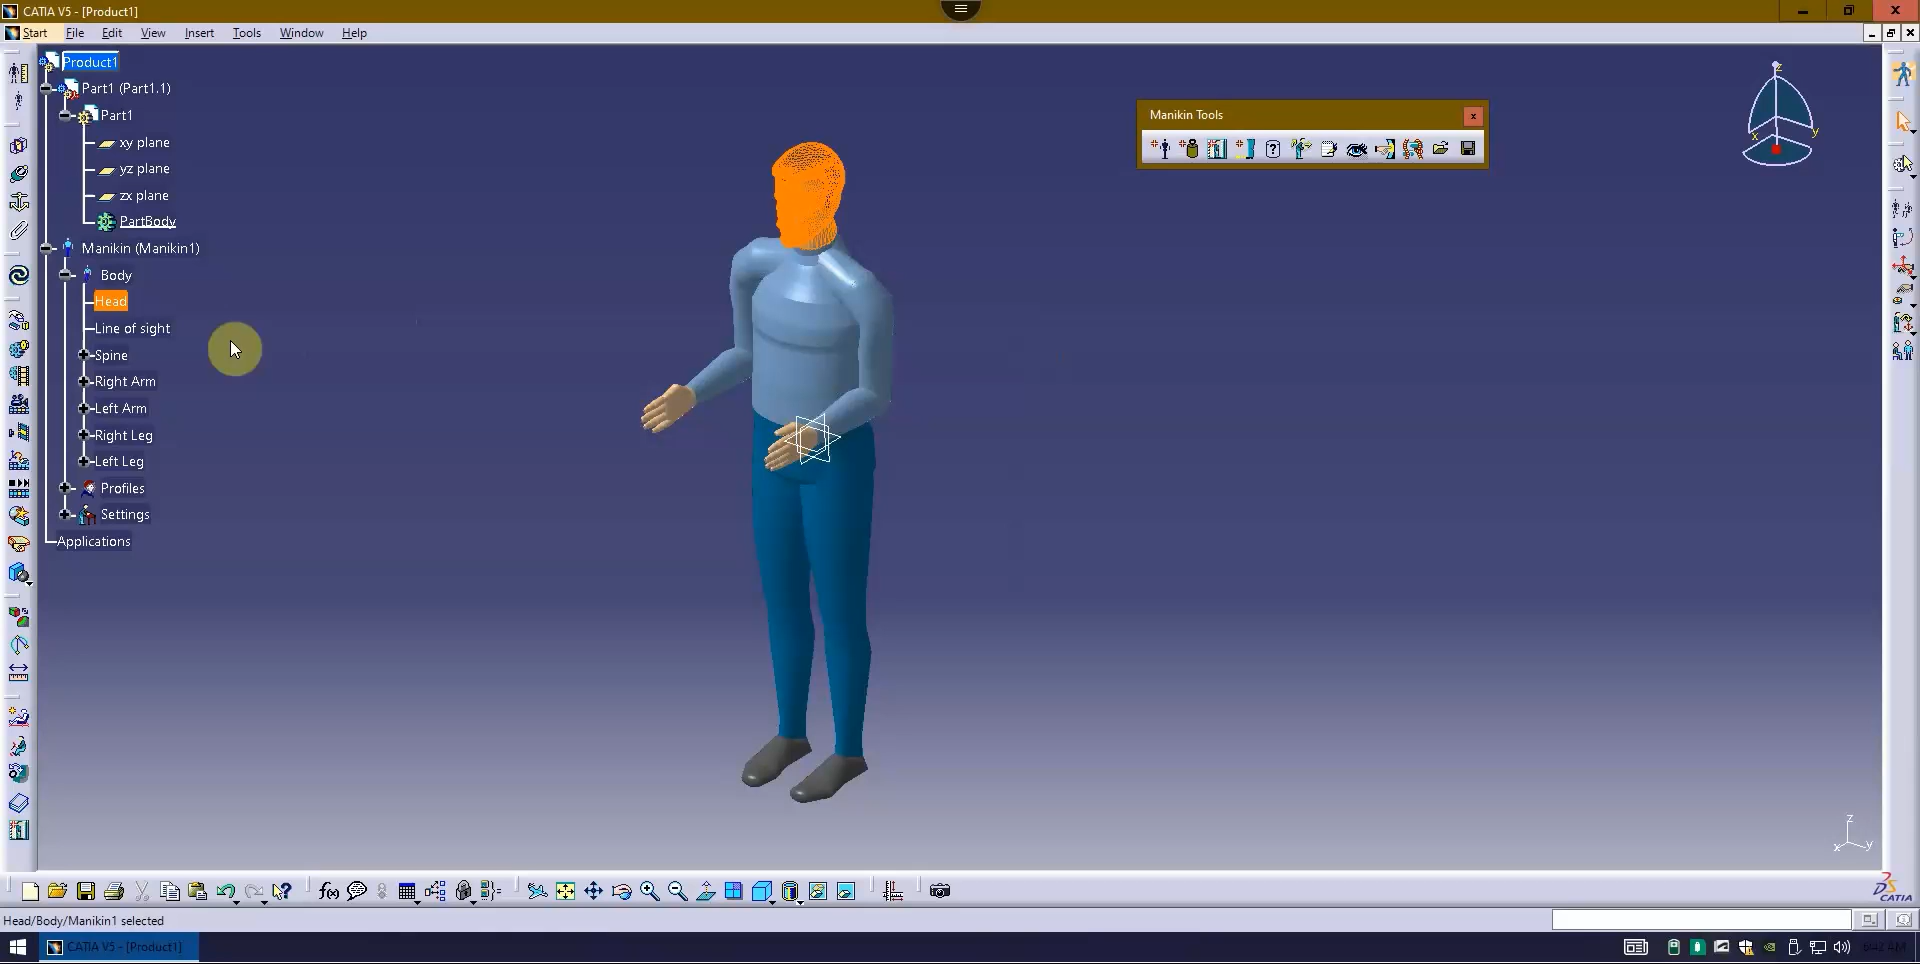 CATIA V5 - [Product1]
Start File Edit View Insert Tools Window Help
Product1
Part1 (Part1.1)
Part1
xy plane
yz plane
zx plane
PartBody
Manikin (Manikin1)
Body
Head
Line of sight
Spine
Right Arm
Left Arm
Right Leg
Left Leg
Profiles
Settings
Applications
Manikin Tools
z
x
y
z
x
y
f(x)
CATIA
Head/Body/Manikin1 selected
CATIA V5 - [Product1]